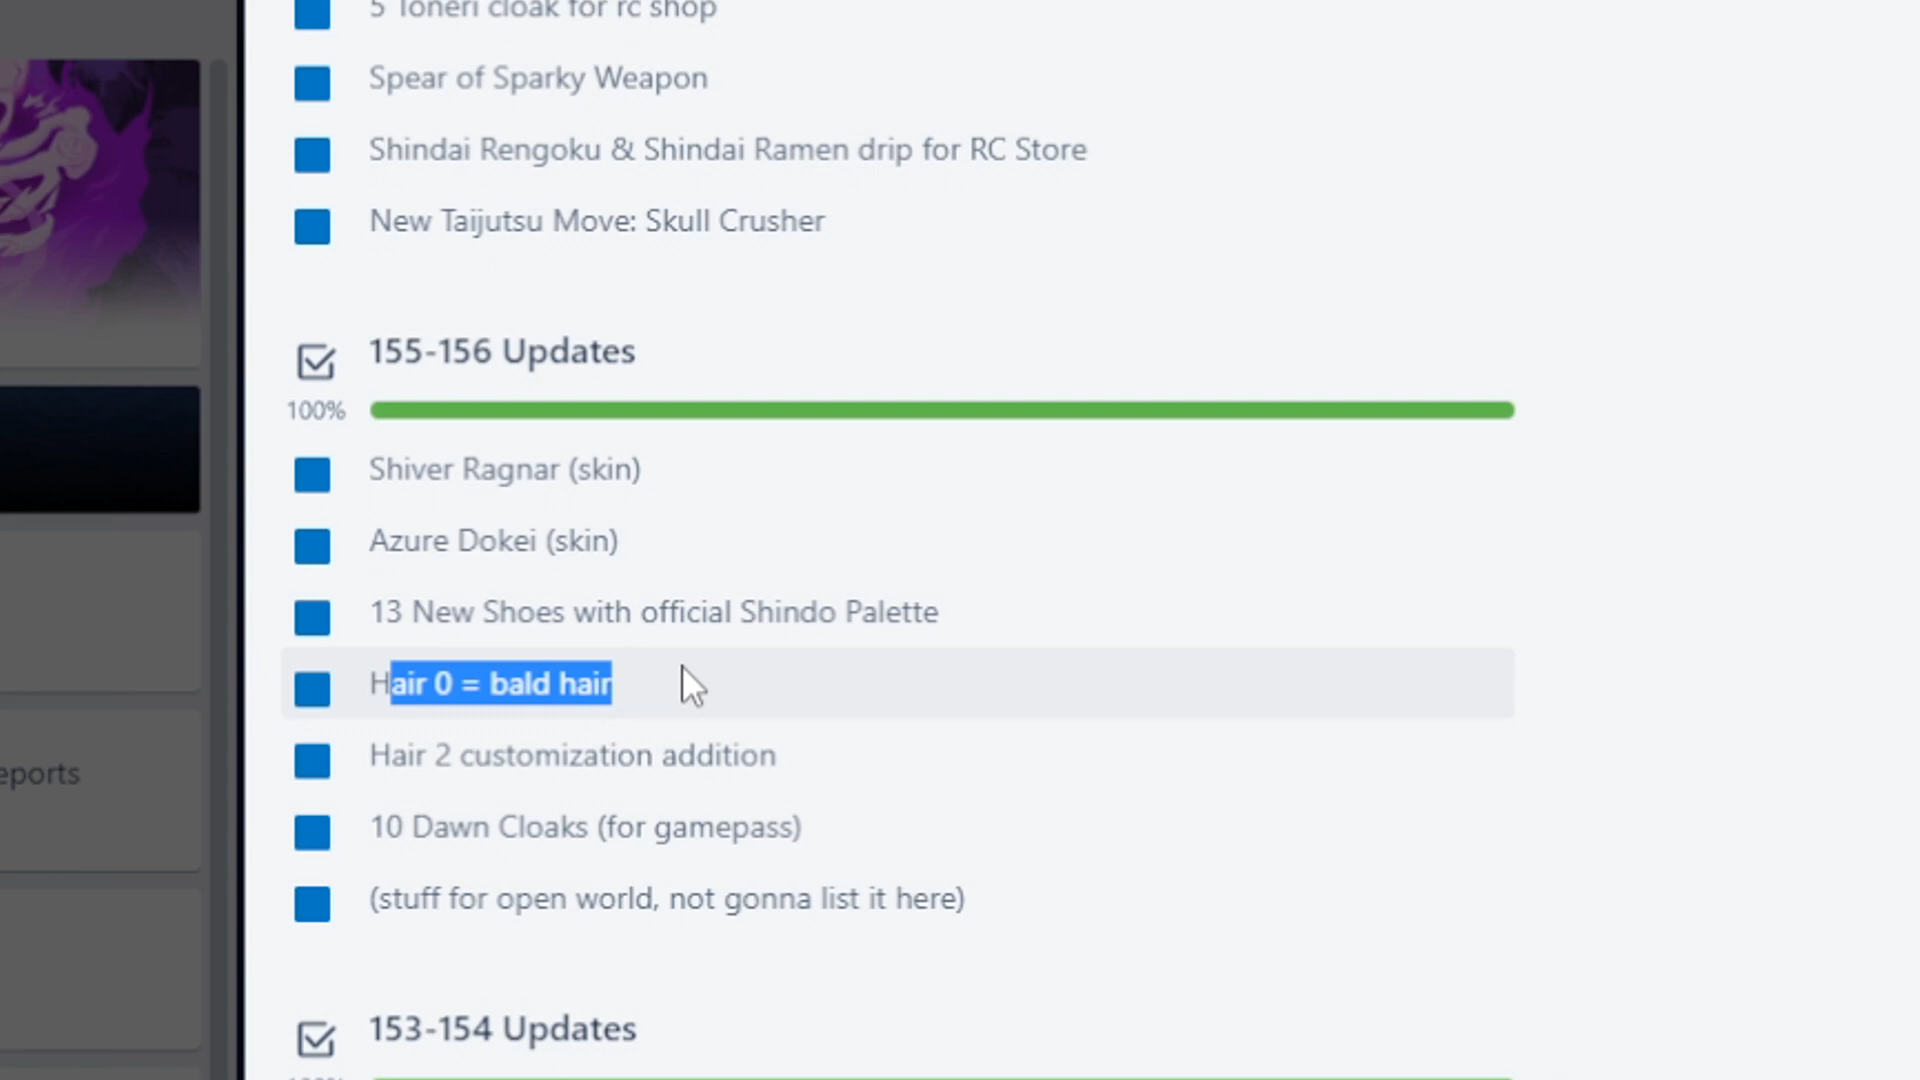 5 Toneri cloak for rc shop
Spear of Sparky Weapon
Shindai Rengoku & Shindai Ramen drip for RC Store
New Taijutsu Move: Skull Crusher
155-156 Updates
100%
Shiver Ragnar (skin)
Azure Dokei (skin)
13 New Shoes with official Shindo Palette
Hair 0 = bald hair
Hair 2 customization addition
eports
10 Dawn Cloaks (for gamepass)
(stuff for open world, not gonna list it here)
153-154 Updates